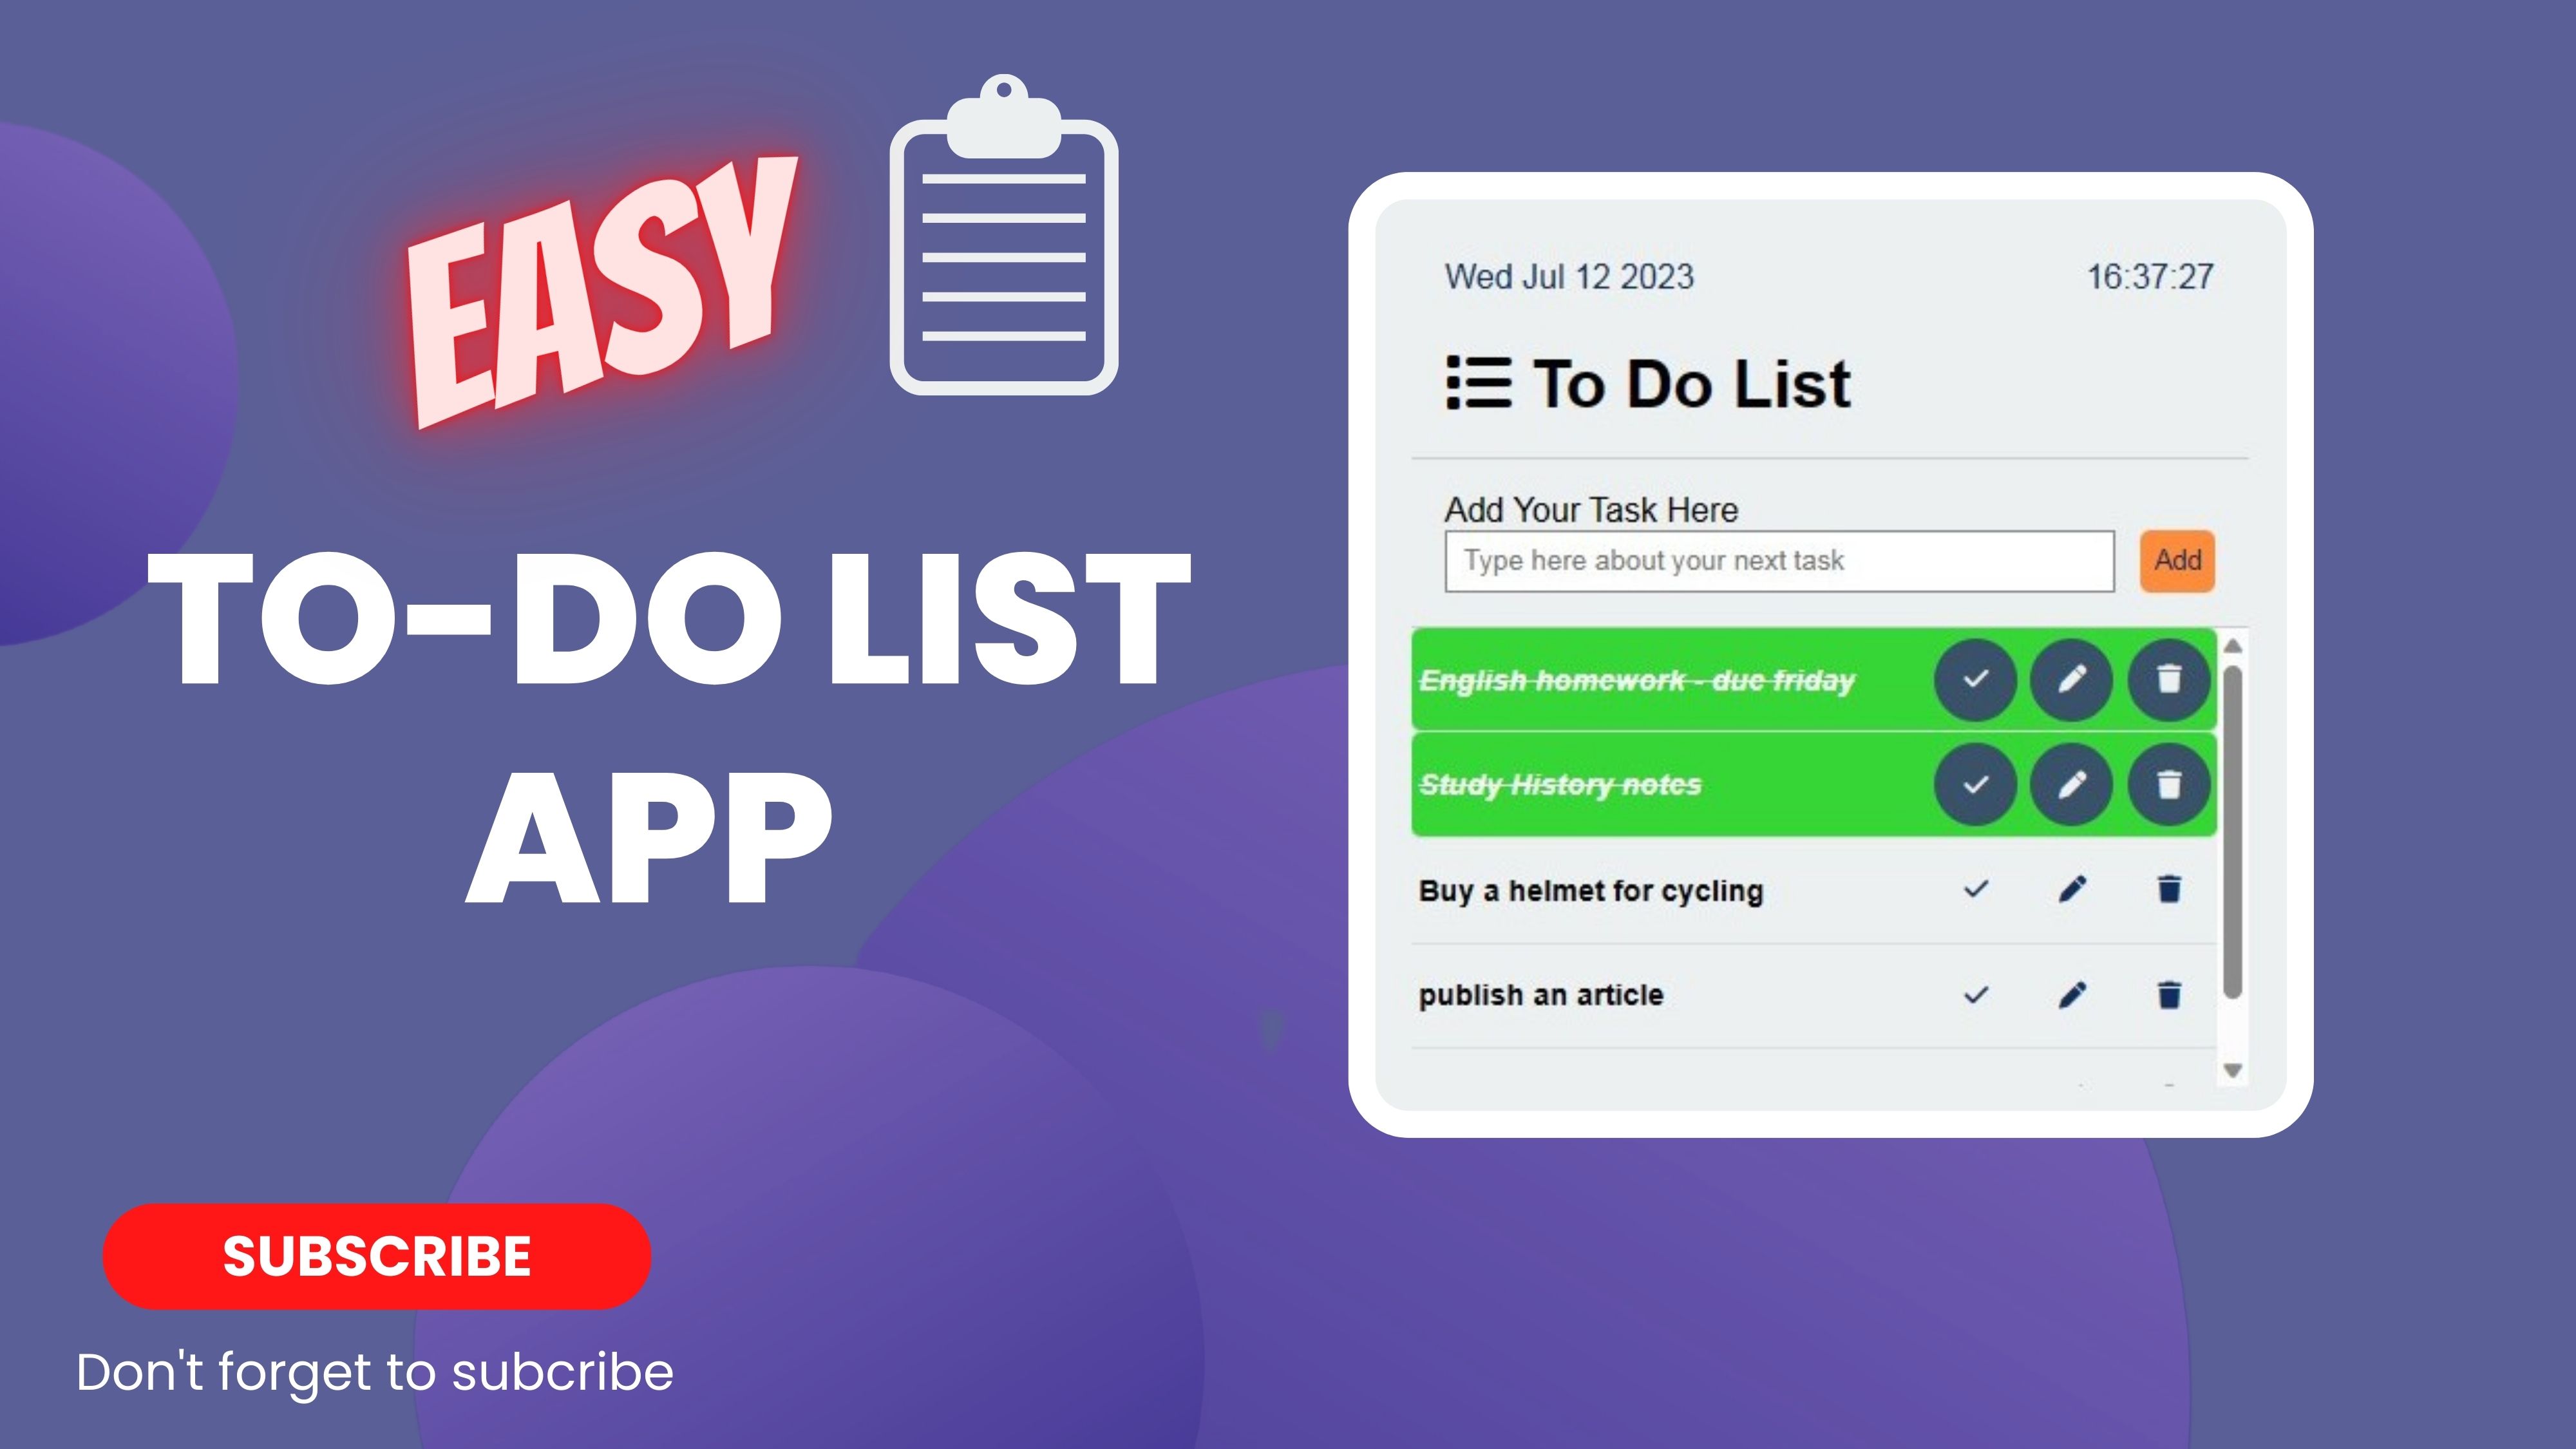 EASY
TO-DO LIST
APP
SUBSCRIBE
Don't forget to subcribe
Wed Jul 12 2023 16:37:27
To Do List
Add Your Task Here
Type here about your next task Add
English homework - due friday
Study History notes
Buy a helmet for cycling
publish an article